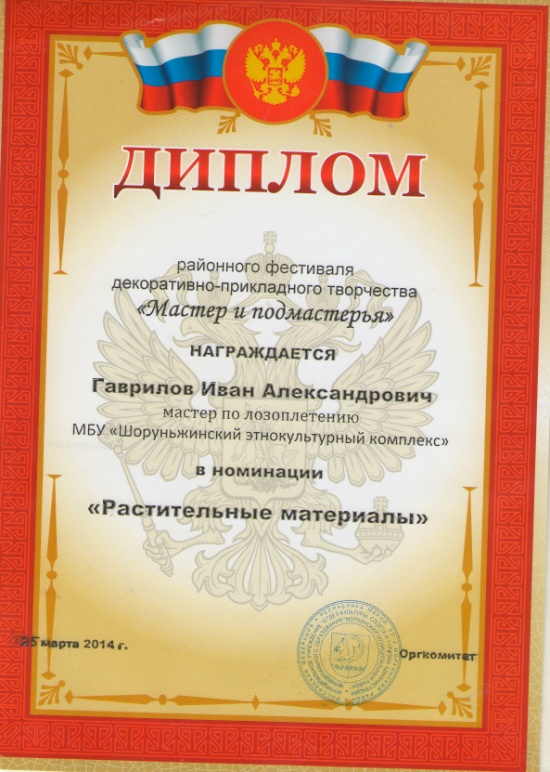 ДИПЛОМ
районного фестиваля
декоративно-прикладного творчества
«Мастер и подмастерья»
НАГРАЖДАЕТСЯ
Гаврилов Иван Александрович
мастер по лозоплетению
МБУ «Шоруньжинский этнокультурный комплекс»
в номинации
«Растительные материалы»
25 марта 2014 г.
Оргкомитет